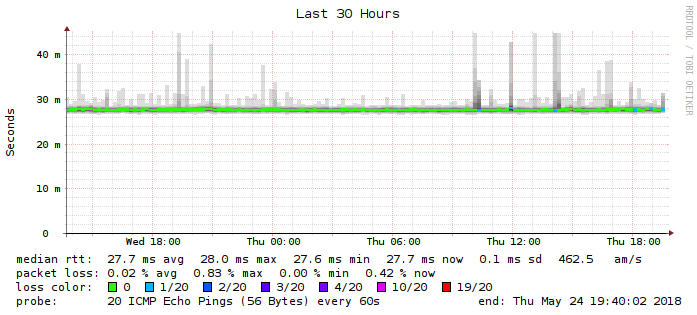 Last 30 Hours
RRDTOOL / TOBI OETIKER
Seconds
40 m
30 m
20 m
10 m
0
Wed 18:00 Thu 00:00 Thu 06:00 Thu 12:00 Thu 18:00
median rtt: 27.7 ms avg 28.0 ms max 27.6 ms min 27.7 ms now 0.1 ms sd 462.5 am/s
packet loss: 0.02 % avg 0.83 % max 0.00 % min 0.42 % now
loss color: 0 1/20 2/20 3/20 4/20 10/20 19/20
probe: 20 ICMP Echo Pings (56 Bytes) every 60s end: Thu May 24 19:40:02 2018